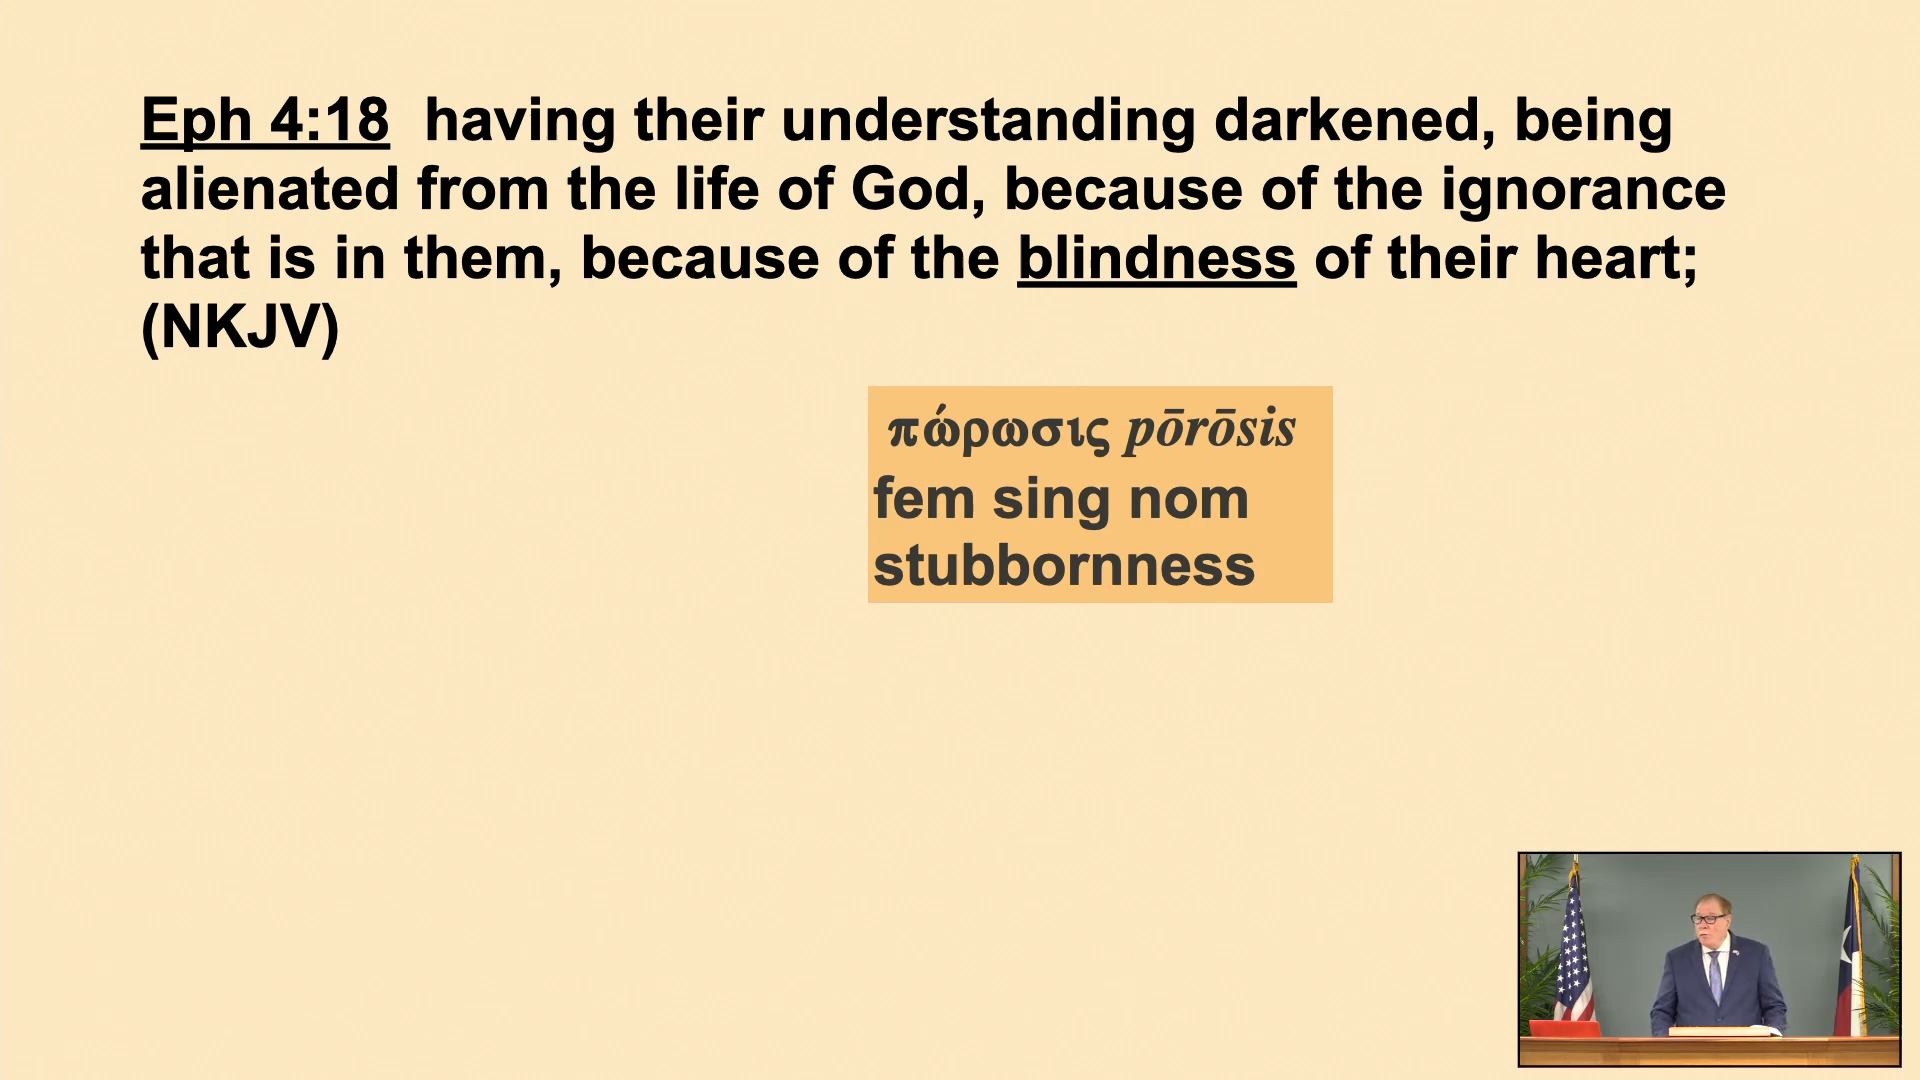 Eph 4:18 having their understanding darkened, being
alienated from the life of God, because of the ignorance
that is in them, because of the blindness of their heart;
(NKJV)
πώρωσις pōrōsis
fem sing nom
stubbornness